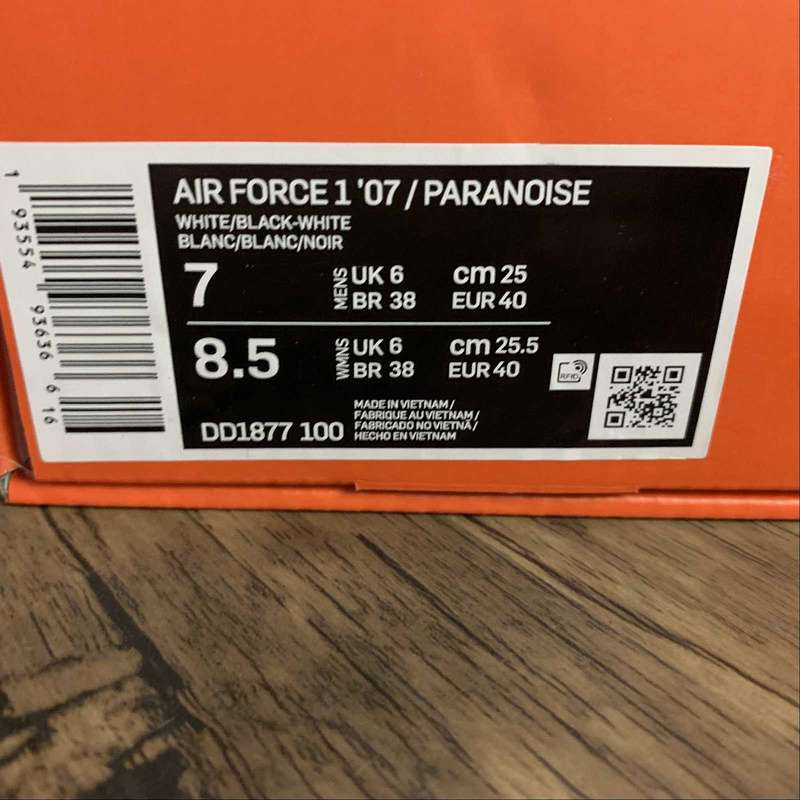 AIR FORCE 1 '07 / PARANOISE
WHITE/BLACK-WHITE
BLANC/BLANC/NOIR
7 MENS UK 6 cm 25
BR 38 EUR 40
8.5 WMNS UK 6 cm 25.5
BR 38 EUR 40
RFID
DD1877 100
MADE IN VIETNAM /
FABRIQUE AU VIETNAM /
FABRICADO NO VIETNÃ /
HECHO EN VIETNAM
1 93554 93636 6 16